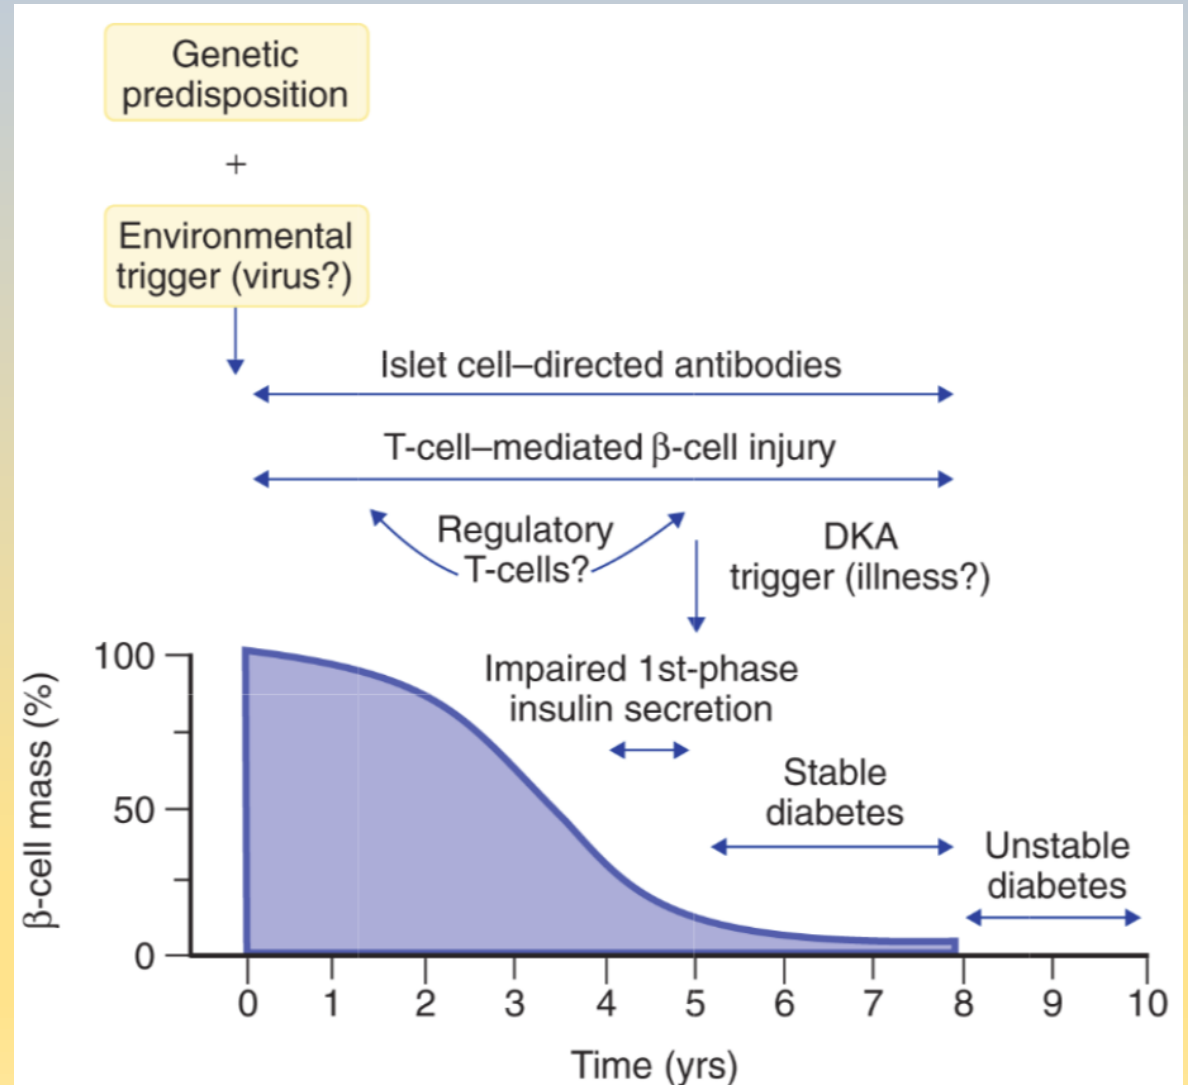 Genetic
predisposition
+
Environmental
trigger (virus?)
Islet cell–directed antibodies
T-cell–mediated β-cell injury
Regulatory
T-cells?
DKA
trigger (illness?)
Impaired 1st-phase
insulin secretion
Stable
diabetes
Unstable
diabetes
β-cell mass (%)
100
50
0
0 1 2 3 4 5 6 7 8 9 10
Time (yrs)